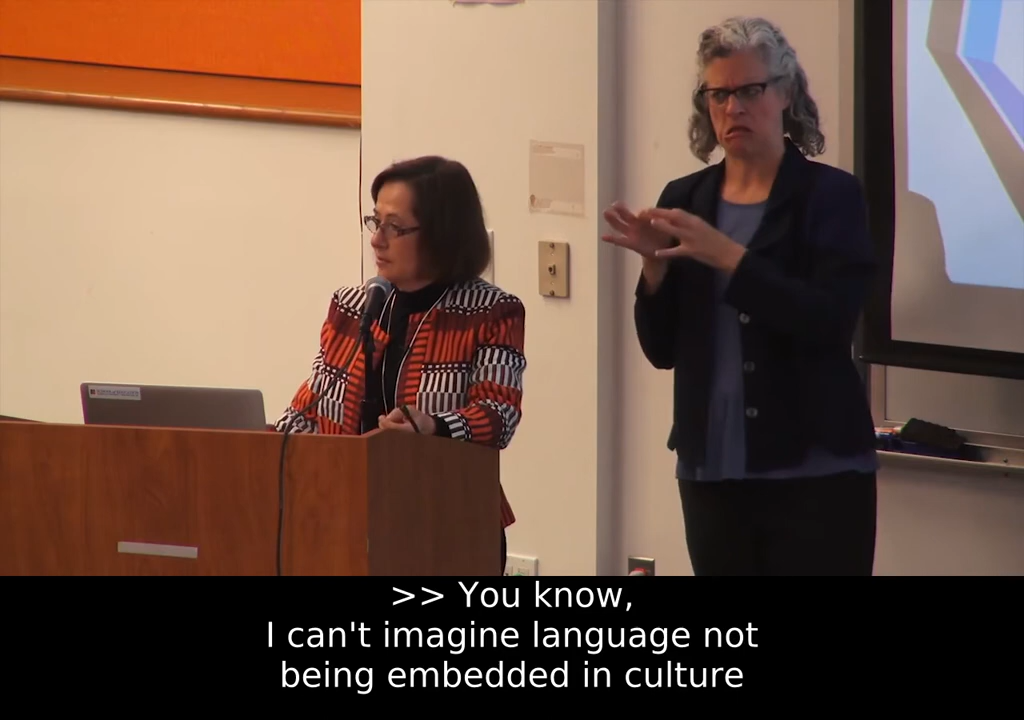 >> You know,
I can't imagine language not
being embedded in culture